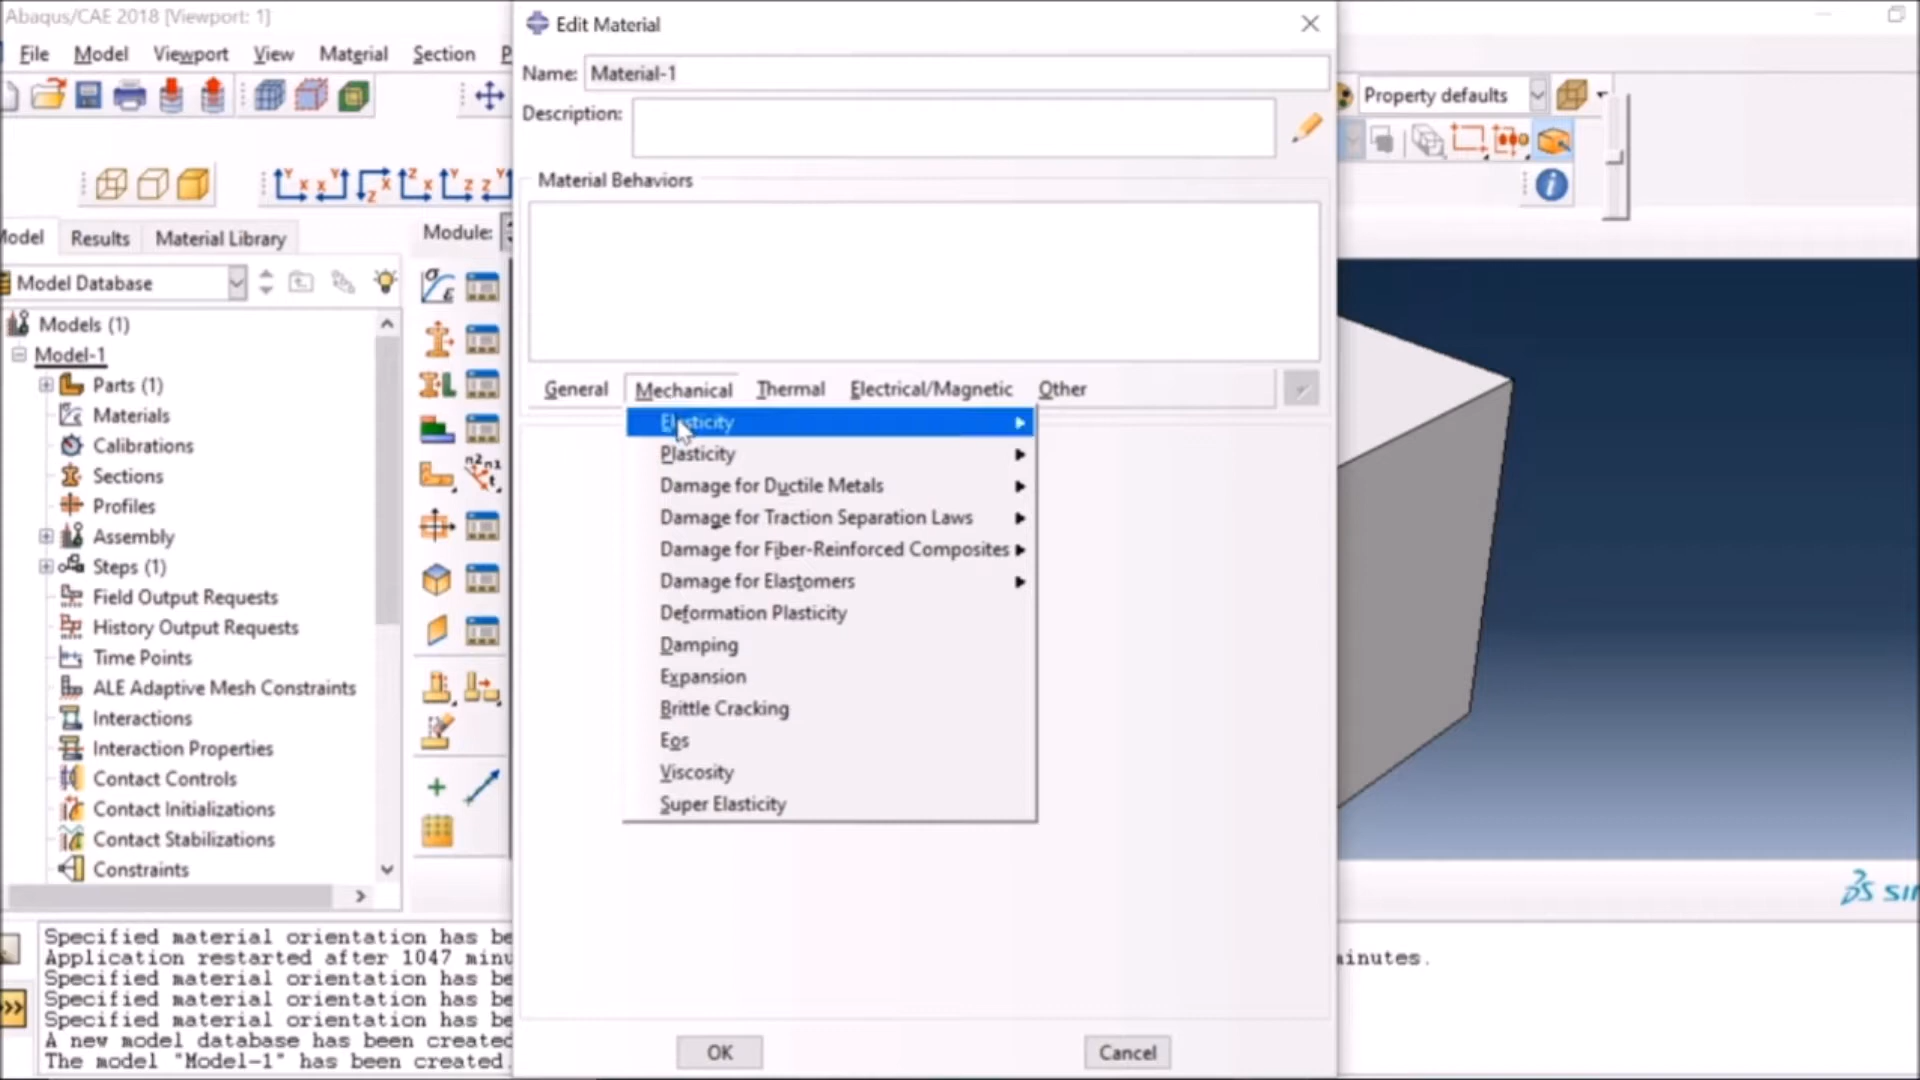 Abaqus/CAE 2018 [Viewport: 1]
File Model Viewport View Material Section P
Model Results Material Library
Model Database
Models (1)
Model-1
Parts (1)
Materials
Calibrations
Sections
Profiles
Assembly
Steps (1)
Field Output Requests
History Output Requests
Time Points
ALE Adaptive Mesh Constraints
Interactions
Interaction Properties
Contact Controls
Contact Initializations
Contact Stabilizations
Constraints
Module:
Edit Material
Name: Material-1
Description:
Material Behaviors
General Mechanical Thermal Electrical/Magnetic Other
Elasticity
Plasticity
Damage for Ductile Metals
Damage for Traction Separation Laws
Damage for Fiber-Reinforced Composites
Damage for Elastomers
Deformation Plasticity
Damping
Expansion
Brittle Cracking
Eos
Viscosity
Super Elasticity
OK Cancel
Property defaults
Specified material orientation has be
Application restarted after 1047 minu
minutes.
Specified material orientation has be
Specified material orientation has be
Specified material orientation has be
A new model database has been created
The model "Model-1" has been created.